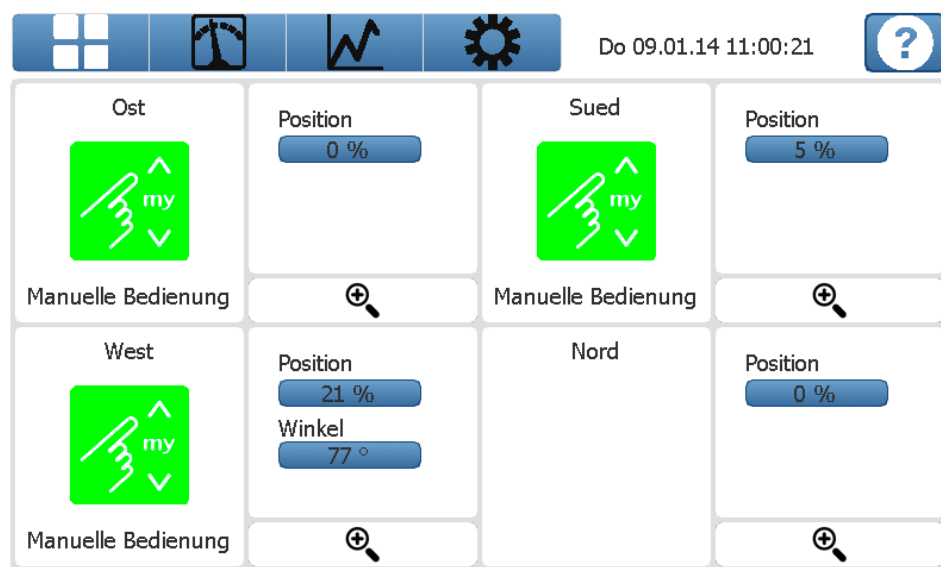 Do 09.01.14 11:00:21
?
Ost
my
Manuelle Bedienung
Position
0 %
Sued
my
Manuelle Bedienung
Position
5 %
West
my
Manuelle Bedienung
Position
21 %
Winkel
77 °
Nord
Position
0 %